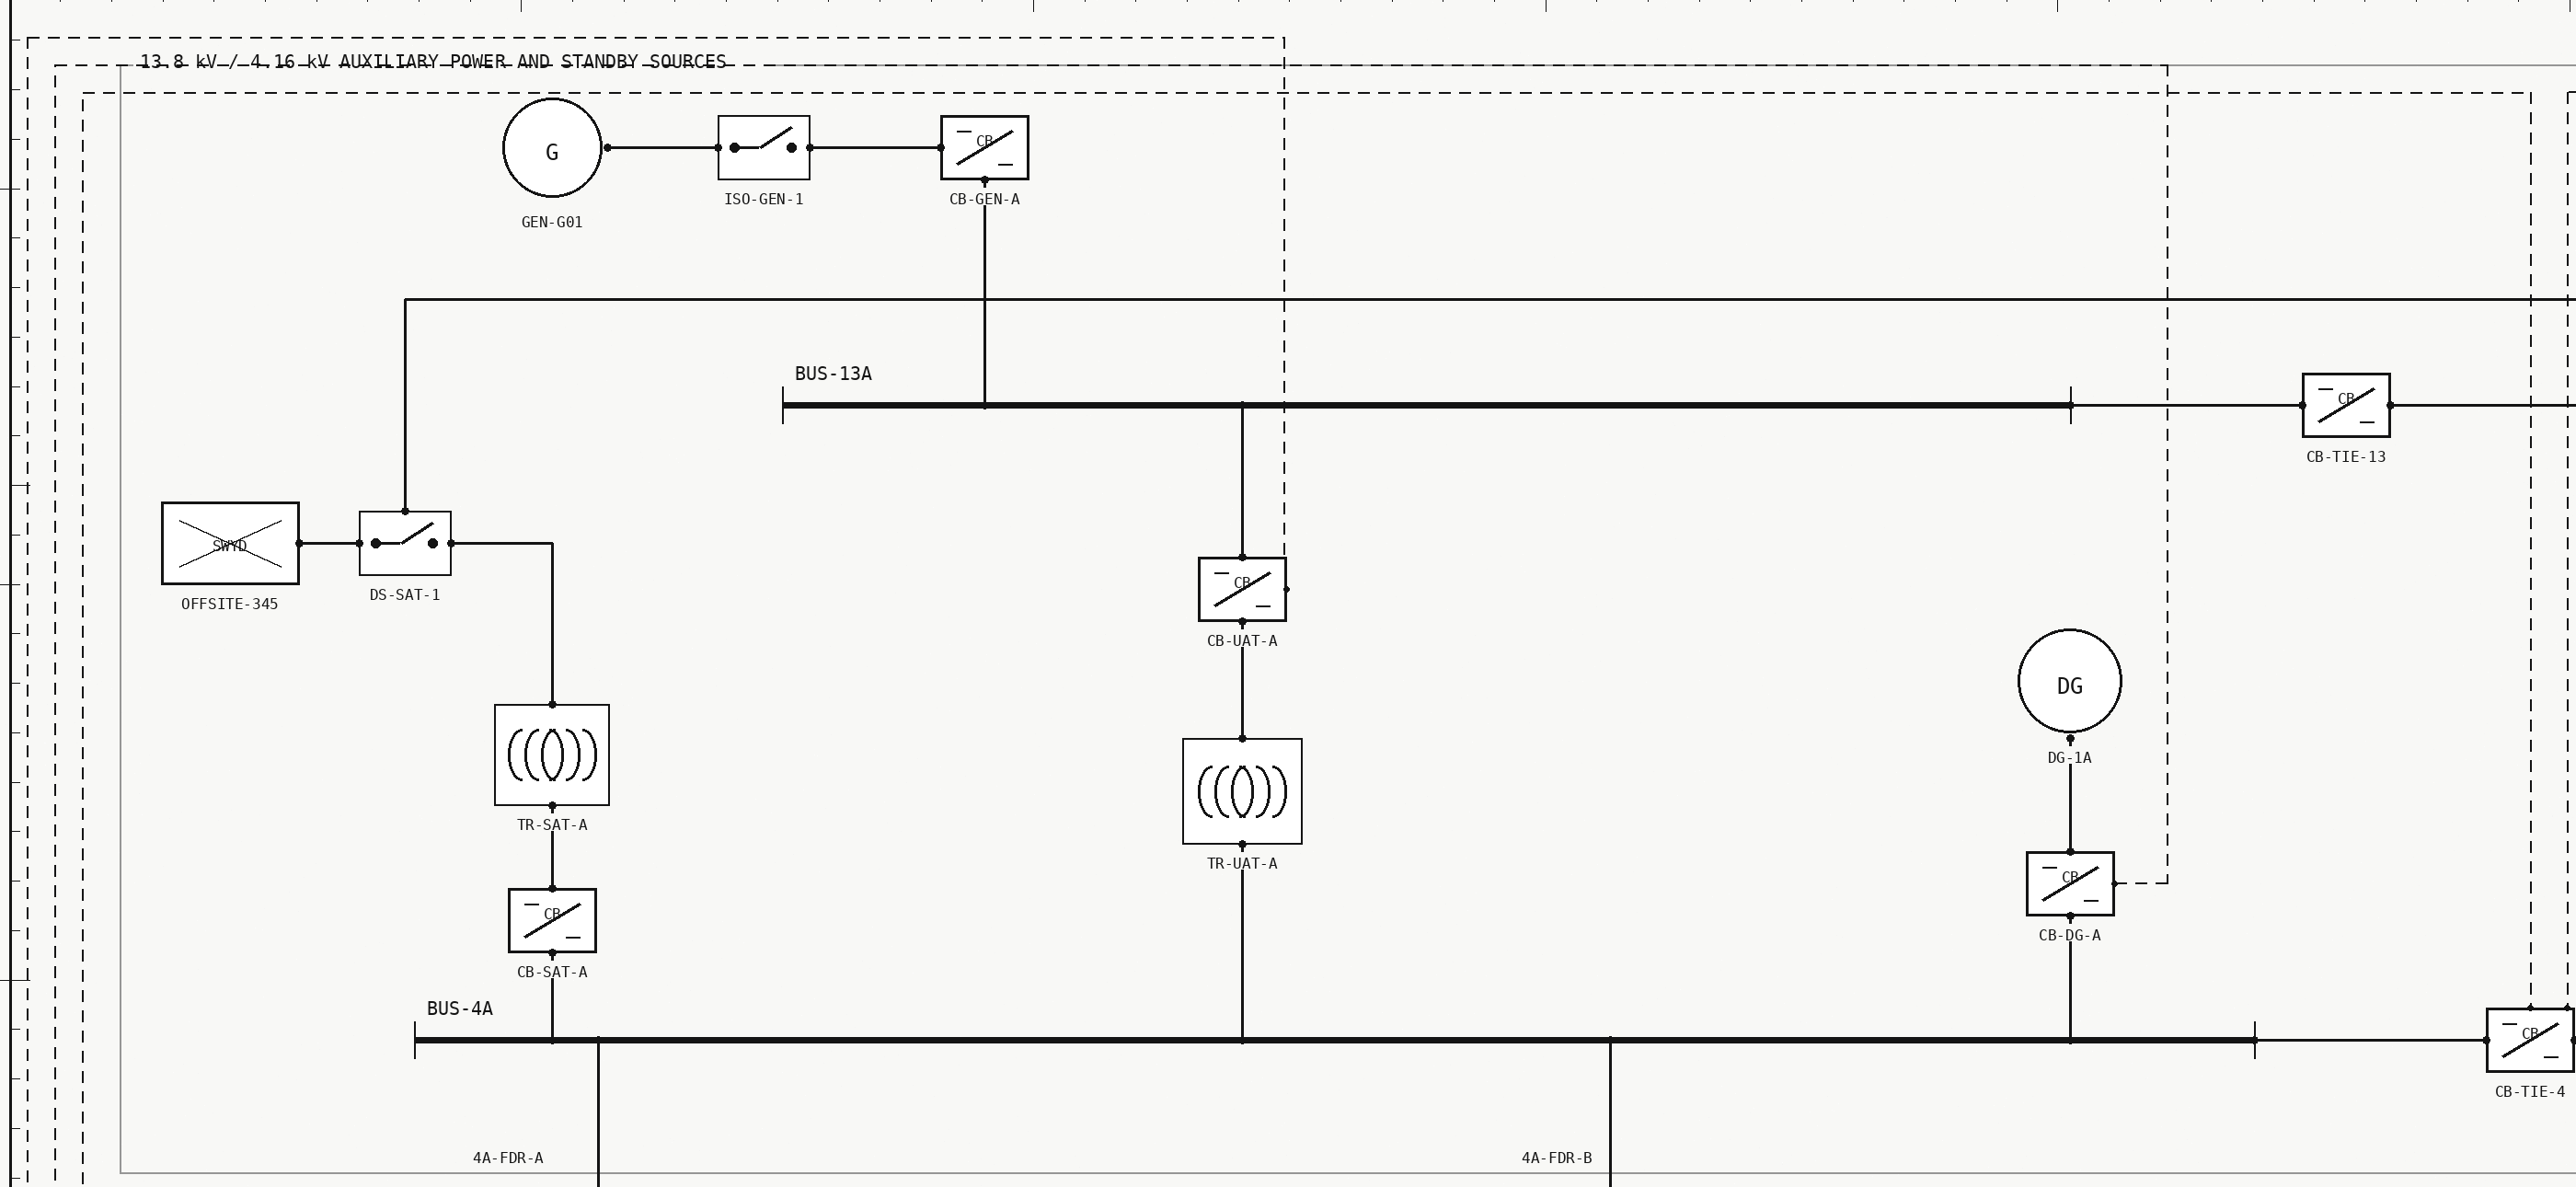 13.8 kV / 4.16 kV AUXILIARY POWER AND STANDBY SOURCES
G
CB
ISO-GEN-1
CB-GEN-A
GEN-G01
BUS-13A
CB
CB-TIE-13
SWYD
DS-SAT-1
OFFSITE-345
CB
CB-UAT-A
DG
DG-1A
TR-SAT-A
TR-UAT-A
CB
CB
CB-DG-A
CB-SAT-A
BUS-4A
CB
CB-TIE-4
4A-FDR-A
4A-FDR-B